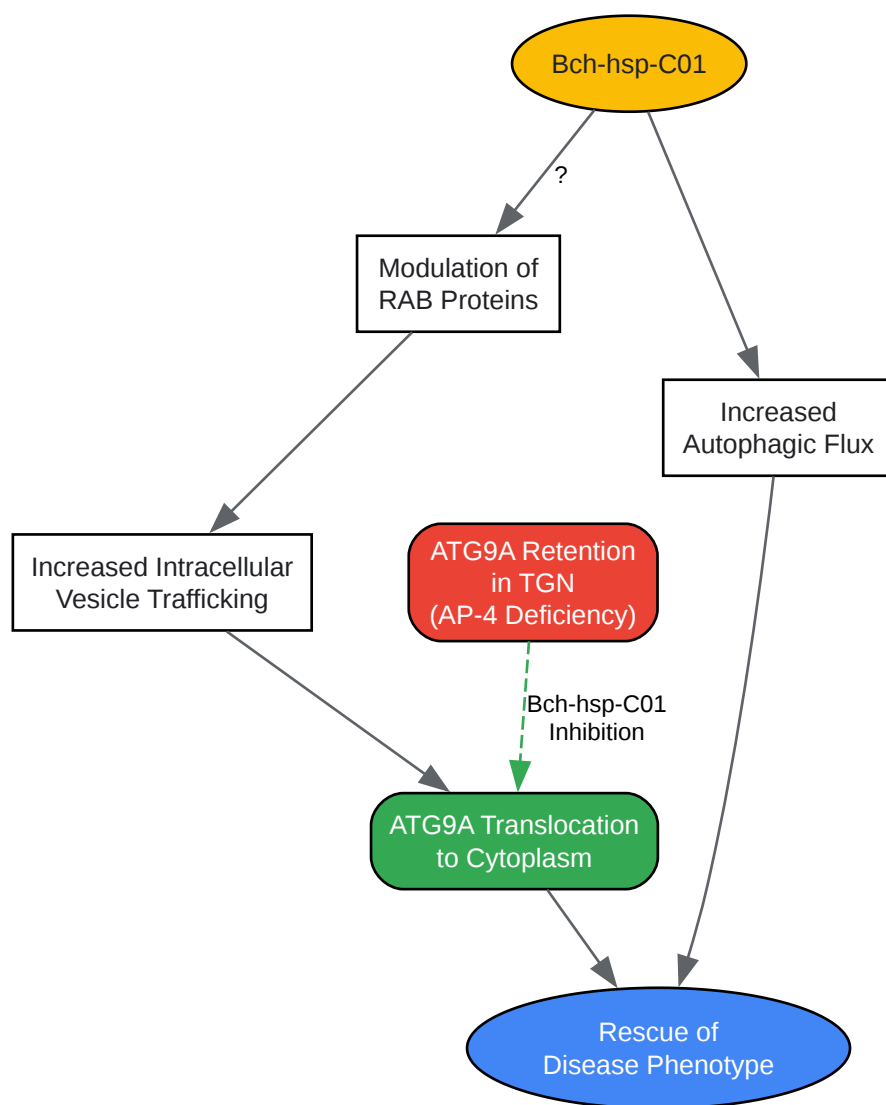 Bch-hsp-C01
?
Modulation of
RAB Proteins
Increased
Autophagic Flux
Increased Intracellular
Vesicle Trafficking
ATG9A Retention
in TGN
(AP-4 Deficiency)
Bch-hsp-C01
Inhibition
ATG9A Translocation
to Cytoplasm
Rescue of
Disease Phenotype